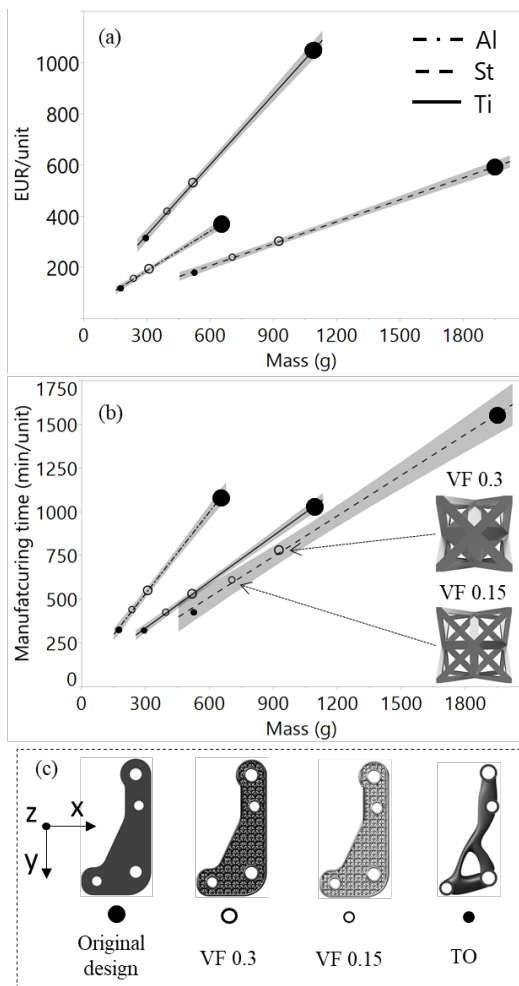 (a)
Al
St
Ti
EUR/unit
1000
800
600
400
200
0 300 600 900 1200 1500 1800
Mass (g)
(b)
Manufatcuring time (min/unit)
1750
1500
1250
1000
750
500
250
0
0 300 600 900 1200 1500 1800
Mass (g)
VF 0.3
VF 0.15
(c)
z x
y
Original
design
VF 0.3
VF 0.15
TO